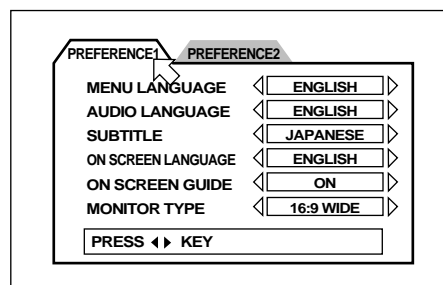 PREFERENCE1 PREFERENCE2
MENU LANGUAGE ENGLISH
AUDIO LANGUAGE ENGLISH
SUBTITLE JAPANESE
ON SCREEN LANGUAGE ENGLISH
ON SCREEN GUIDE ON
MONITOR TYPE 16:9 WIDE
PRESS KEY